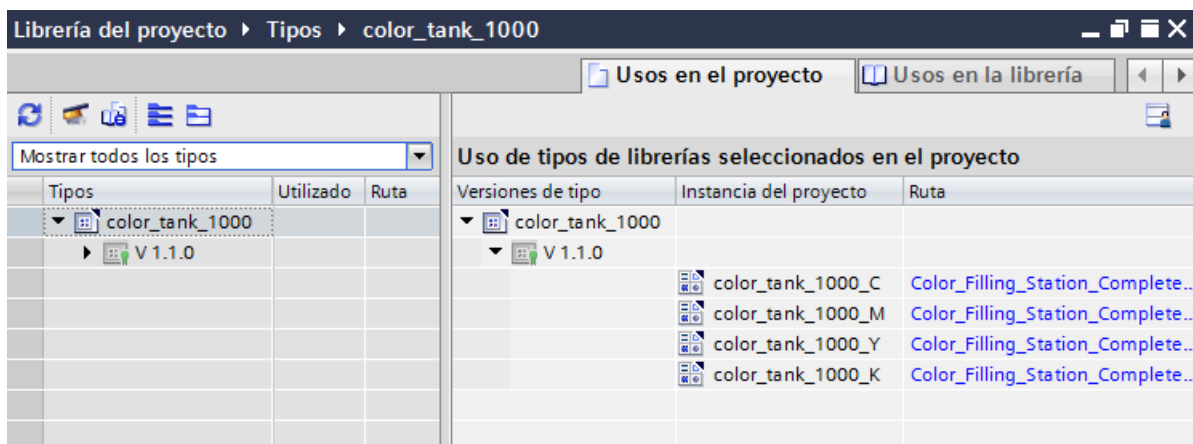 Librería del proyecto ▸ Tipos ▸ color_tank_1000
Usos en el proyecto
Usos en la librería
Mostrar todos los tipos
Tipos Utilizado Ruta
color_tank_1000
V 1.1.0
Uso de tipos de librerías seleccionados en el proyecto
Versiones de tipo Instancia del proyecto Ruta
color_tank_1000
V 1.1.0
color_tank_1000_C Color_Filling_Station_Complete..
color_tank_1000_M Color_Filling_Station_Complete..
color_tank_1000_Y Color_Filling_Station_Complete..
color_tank_1000_K Color_Filling_Station_Complete..